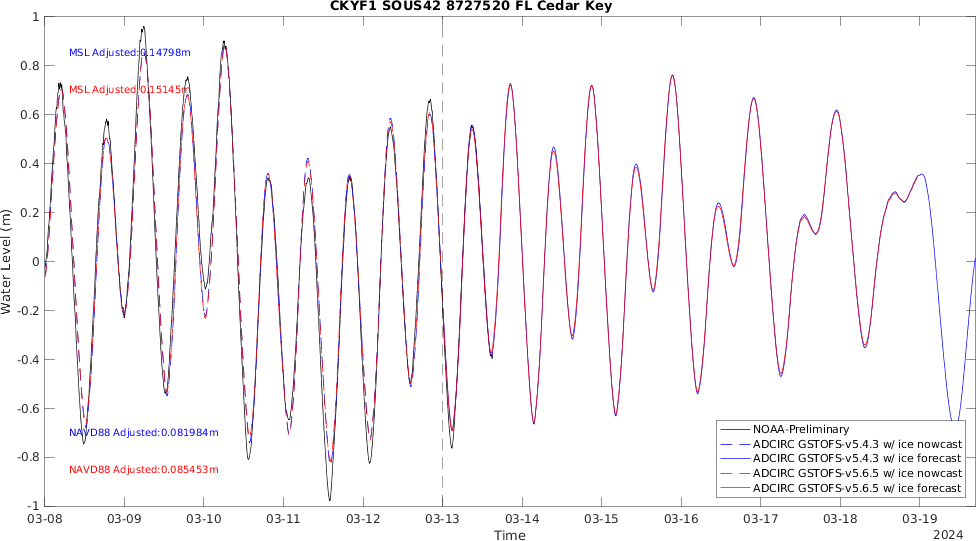 CKYF1 SOUS42 8727520 FL Cedar Key
1
0.8
0.6
0.4
0.2
0
-0.2
-0.4
-0.6
-0.8
-1
Water Level (m)
MSL Adjusted:0.14798m
MSL Adjusted:0.15145m
NAVD88 Adjusted:0.081984m
NAVD88 Adjusted:0.085453m
NOAA-Preliminary
ADCIRC GSTOFS-v5.4.3 w/ ice nowcast
ADCIRC GSTOFS-v5.4.3 w/ ice forecast
ADCIRC GSTOFS-v5.6.5 w/ ice nowcast
ADCIRC GSTOFS-v5.6.5 w/ ice forecast
03-08 03-09 03-10 03-11 03-12 03-13 03-14 03-15 03-16 03-17 03-18 03-19
Time
2024